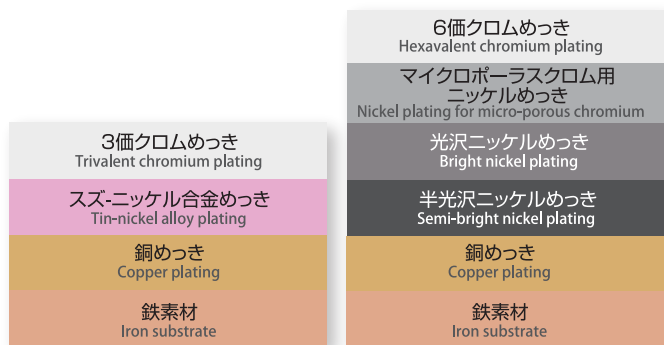 3価クロムめっき
Trivalent chromium plating
スズ-ニッケル合金めっき
Tin-nickel alloy plating
銅めっき
Copper plating
鉄素材
Iron substrate
6価クロムめっき
Hexavalent chromium plating
マイクロポーラスクロム用
ニッケルめっき
Nickel plating for micro-porous chromium
光沢ニッケルめっき
Bright nickel plating
半光沢ニッケルめっき
Semi-bright nickel plating
銅めっき
Copper plating
鉄素材
Iron substrate